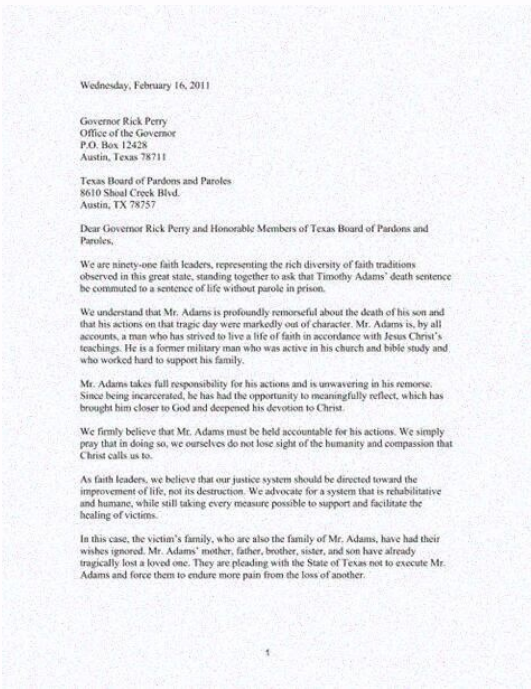 Wednesday, February 16, 2011
Governor Rick Perry
Office of the Governor
P.O. Box 12428
Austin, Texas 78711
Texas Board of Pardons and Paroles
8610 Shoal Creek Blvd.
Austin, TX 78757
Dear Governor Rick Perry and Honorable Members of Texas Board of Pardons and
Paroles,
We are ninety-one faith leaders, representing the rich diversity of faith traditions
observed in this great state, standing together to ask that Timothy Adams' death sentence
be commuted to a sentence of life without parole in prison.
We understand that Mr. Adams is profoundly remorseful about the death of his son and
that his actions on that tragic day were markedly out of character. Mr. Adams is, by all
accounts, a man who has strived to live a life of faith in accordance with Jesus Christ's
teachings. He is a former military man who was active in his church and bible study and
who worked hard to support his family.
Mr. Adams takes full responsibility for his actions and is unwavering in his remorse.
Since being incarcerated, he has had the opportunity to meaningfully reflect, which has
brought him closer to God and deepened his devotion to Christ.
We firmly believe that Mr. Adams must be held accountable for his actions. We simply
pray that in doing so, we ourselves do not lose sight of the humanity and compassion that
Christ calls us to.
As faith leaders, we believe that our justice system should be directed toward the
improvement of life, not its destruction. We advocate for a system that is rehabilitative
and humane, while still taking every measure possible to support and facilitate the
healing of victims.
In this case, the victim's family, who are also the family of Mr. Adams, have had their
wishes ignored. Mr. Adams' mother, father, brother, sister, and son have already
tragically lost a loved one. They are pleading with the State of Texas not to execute Mr.
Adams and force them to endure more pain from the loss of another.
1